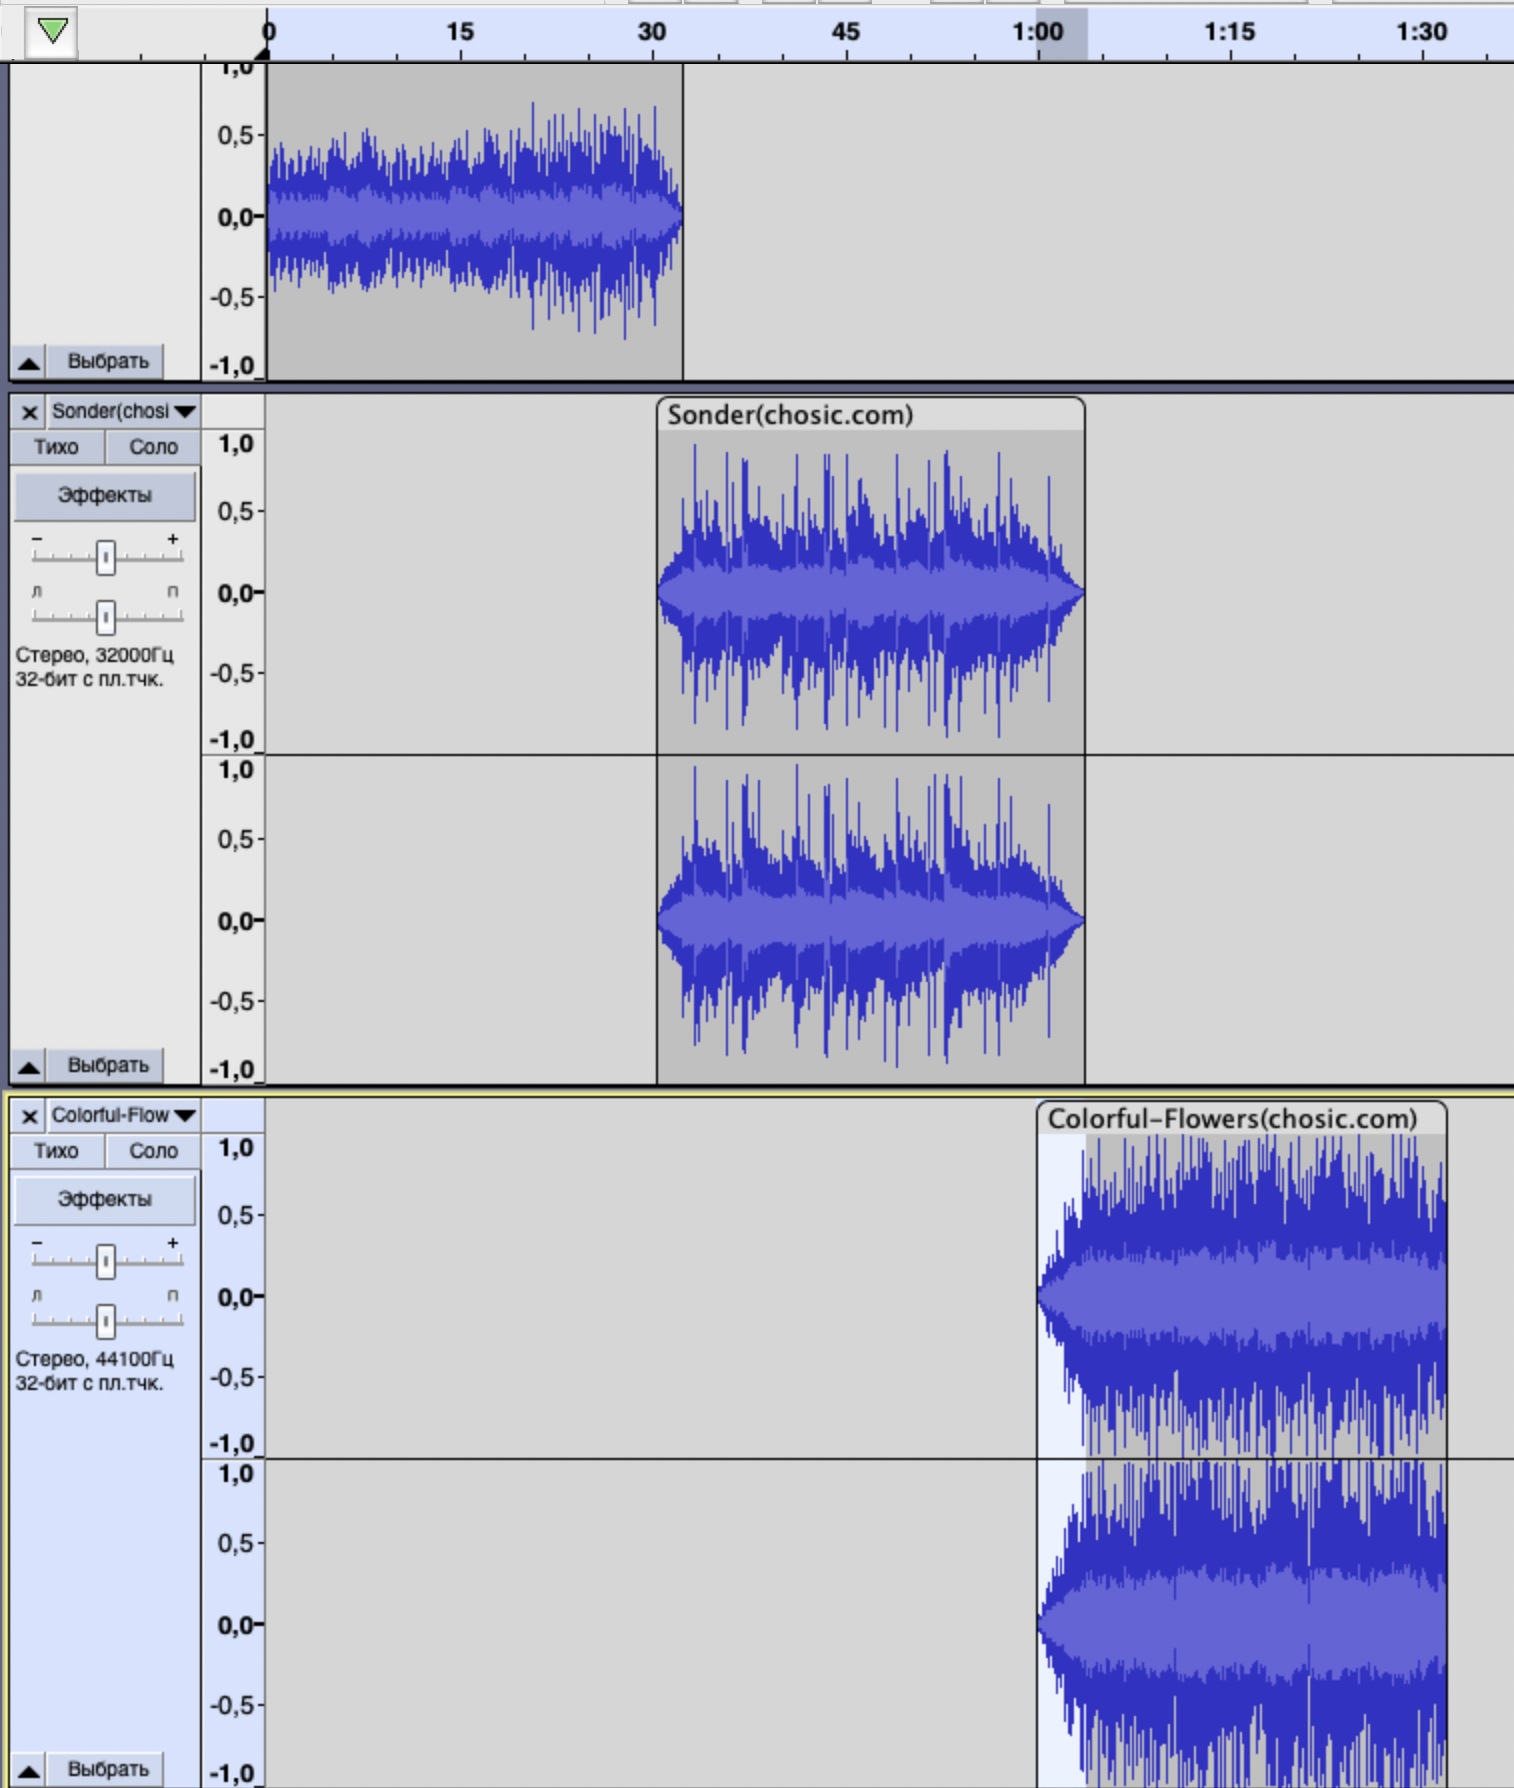 0 15 30 45 1:00 1:15 1:30
1,0
0,5
0,0
-0,5
-1,0
Выбрать
Sonder(chosi
Sonder(chosic.com)
Тихо Соло
Эффекты
- +
л п
Стерео, 32000Гц
32-бит с пл.тчк.
1,0
0,5
0,0
-0,5
-1,0
1,0
0,5
0,0
-0,5
-1,0
Выбрать
Colorful-Flow
Colorful-Flowers(chosic.com)
Тихо Соло
Эффекты
- +
л п
Стерео, 44100Гц
32-бит с пл.тчк.
1,0
0,5
0,0
-0,5
-1,0
1,0
0,5
0,0
-0,5
-1,0
Выбрать